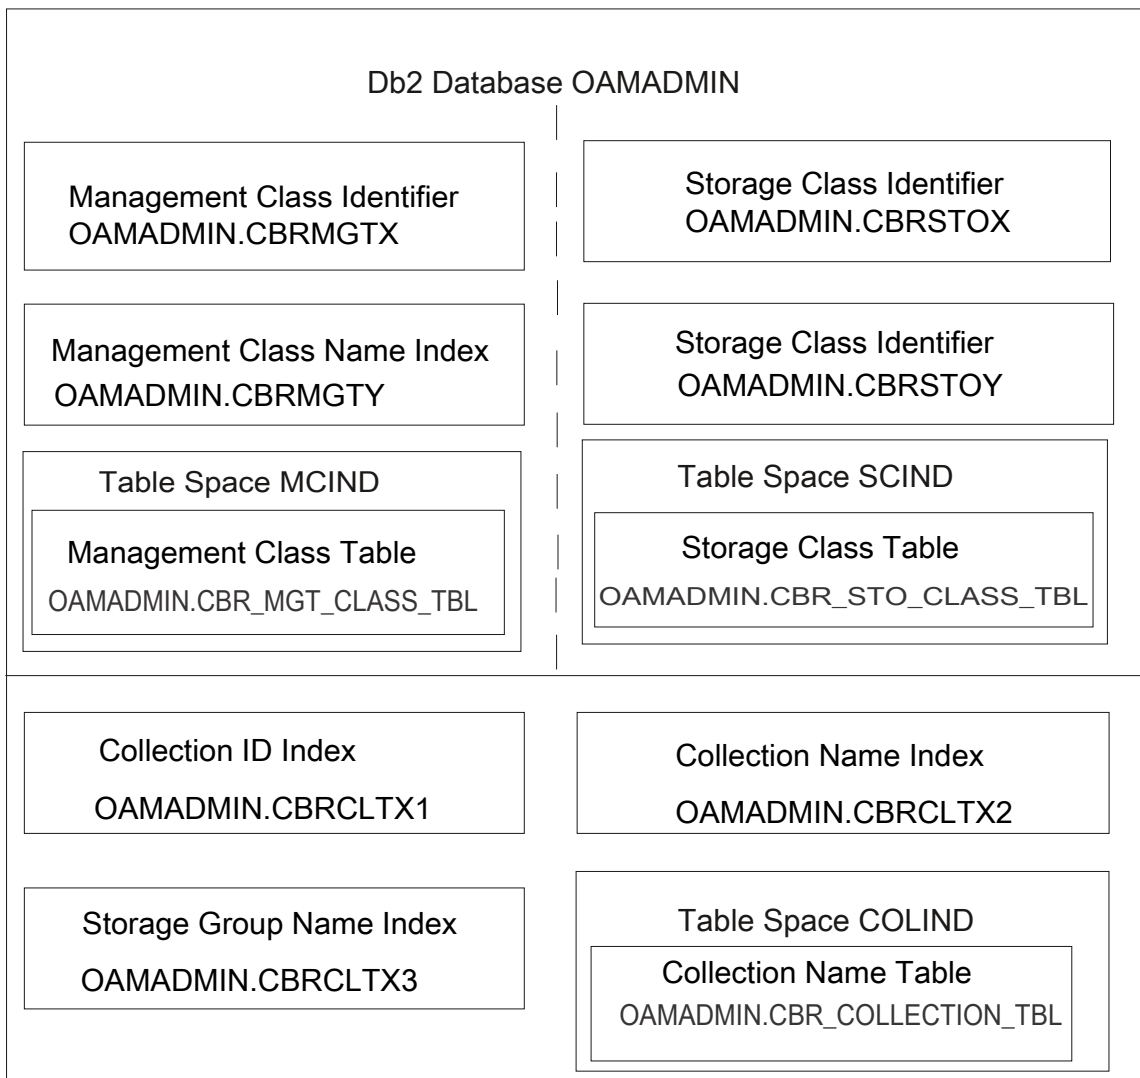 Db2 Database OAMADMIN
Management Class Identifier
OAMADMIN.CBRMGTX
Storage Class Identifier
OAMADMIN.CBRSTOX
Management Class Name Index
OAMADMIN.CBRMGTY
Storage Class Identifier
OAMADMIN.CBRSTOY
Table Space MCIND
Management Class Table
OAMADMIN.CBR_MGT_CLASS_TBL
Table Space SCIND
Storage Class Table
OAMADMIN.CBR_STO_CLASS_TBL
Collection ID Index
OAMADMIN.CBRCLTX1
Collection Name Index
OAMADMIN.CBRCLTX2
Storage Group Name Index
OAMADMIN.CBRCLTX3
Table Space COLIND
Collection Name Table
OAMADMIN.CBR_COLLECTION_TBL